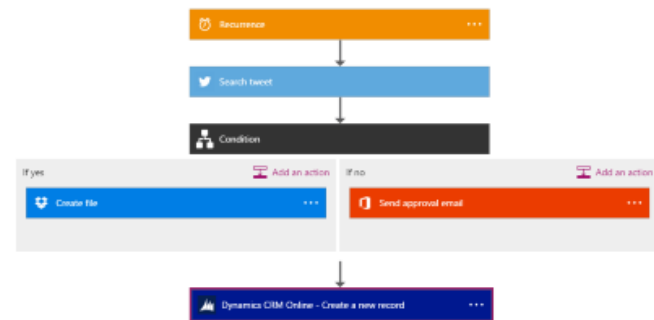 Recurrence
Search tweet
Condition
If yes
Add an action
If no
Add an action
Create file
Send approval email
Dynamics CRM Online - Create a new record